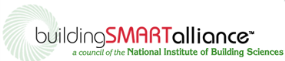 buildingSMARTalliance™
a council of the National Institute of Building Sciences